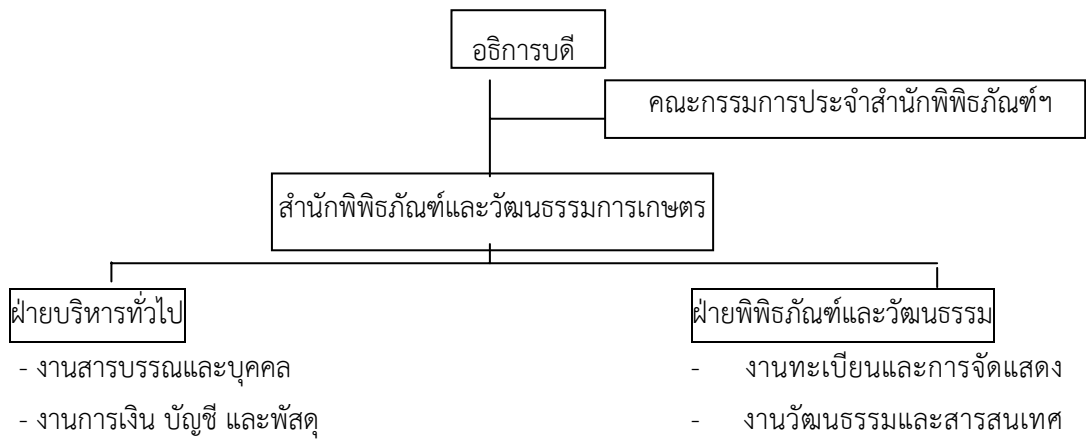 อธิการบดี
คณะกรรมการประจำสำนักพิพิธภัณฑ์ฯ
สำนักพิพิธภัณฑ์และวัฒนธรรมการเกษตร
ฝ่ายบริหารทั่วไป
- งานสารบรรณและบุคคล
- งานการเงิน บัญชี และพัสดุ
ฝ่ายพิพิธภัณฑ์และวัฒนธรรม
- งานทะเบียนและการจัดแสดง
- งานวัฒนธรรมและสารสนเทศ